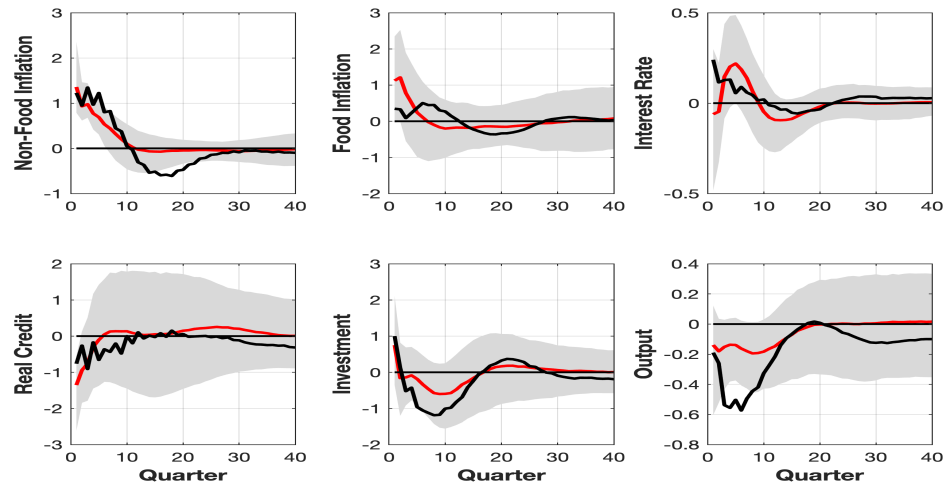 Non-Food Inflation
3
2
1
0
-1
0 10 20 30 40
Food Inflation
3
2
1
0
-1
-2
0 10 20 30 40
Interest Rate
0.5
0
-0.5
0 10 20 30 40
Real Credit
2
1
0
-1
-2
-3
0 10 20 30 40
Quarter
Investment
3
2
1
0
-1
-2
0 10 20 30 40
Quarter
Output
0.4
0.2
0
-0.2
-0.4
-0.6
-0.8
0 10 20 30 40
Quarter